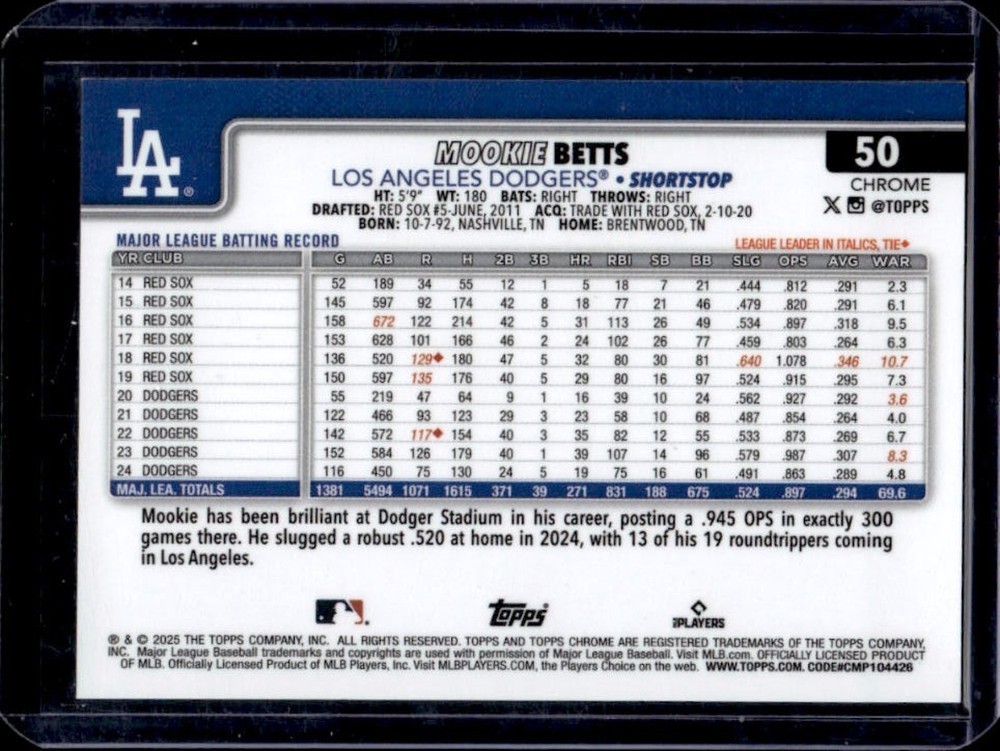 LA
MOOKIE BETTS
50
LOS ANGELES DODGERS® • SHORTSTOP
CHROME
HT: 5'9" WT: 180 BATS: RIGHT THROWS: RIGHT
DRAFTED: RED SOX #5-JUNE, 2011 ACQ: TRADE WITH RED SOX, 2-10-20
@TOPPS
BORN: 10-7-92, NASHVILLE, TN HOME: BRENTWOOD, TN
MAJOR LEAGUE BATTING RECORD
LEAGUE LEADER IN ITALICS, TIE◆
YR CLUB G AB R H 2B 3B HR RBI SB BB SLG OPS AVG WAR
14 RED SOX 52 189 34 55 12 1 5 18 7 21 .444 .812 .291 2.3
15 RED SOX 145 597 92 174 42 8 18 77 21 46 .479 .820 .291 6.1
16 RED SOX 158 672 122 214 42 5 31 113 26 49 .534 .897 .318 9.5
17 RED SOX 153 628 101 166 46 2 24 102 26 77 .459 .803 .264 6.3
18 RED SOX 136 520 129◆ 180 47 5 32 80 30 81 .640 1.078 .346 10.7
19 RED SOX 150 597 135 176 40 5 29 80 16 97 .524 .915 .295 7.3
20 DODGERS 55 219 47 64 9 1 16 39 10 24 .562 .927 .292 3.6
21 DODGERS 122 466 93 123 29 3 23 58 10 68 .487 .854 .264 4.0
22 DODGERS 142 572 117◆ 154 40 3 35 82 12 55 .533 .873 .269 6.7
23 DODGERS 152 584 126 179 40 1 39 107 14 96 .579 .987 .307 8.3
24 DODGERS 116 450 75 130 24 5 19 75 16 61 .491 .863 .289 4.8
MAJ. LEA. TOTALS 1381 5494 1071 1615 371 39 271 831 188 675 .524 .897 .294 69.6
Mookie has been brilliant at Dodger Stadium in his career, posting a .945 OPS in exactly 300
games there. He slugged a robust .520 at home in 2024, with 13 of his 19 roundtrippers coming
in Los Angeles.
Topps
PLAYERS
® & © 2025 THE TOPPS COMPANY, INC. ALL RIGHTS RESERVED. TOPPS AND TOPPS CHROME ARE REGISTERED TRADEMARKS OF THE TOPPS COMPANY,
INC. Major League Baseball trademarks and copyrights are used with permission of Major League Baseball. Visit MLB.com. OFFICIALLY LICENSED PRODUCT
OF MLB. Officially Licensed Product of MLB Players, Inc. Visit MLBPLAYERS.COM, the Players Choice on the web. WWW.TOPPS.COM. CODE#CMP104426